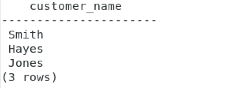 customer_name
---------------------
Smith
Hayes
Jones
(3 rows)